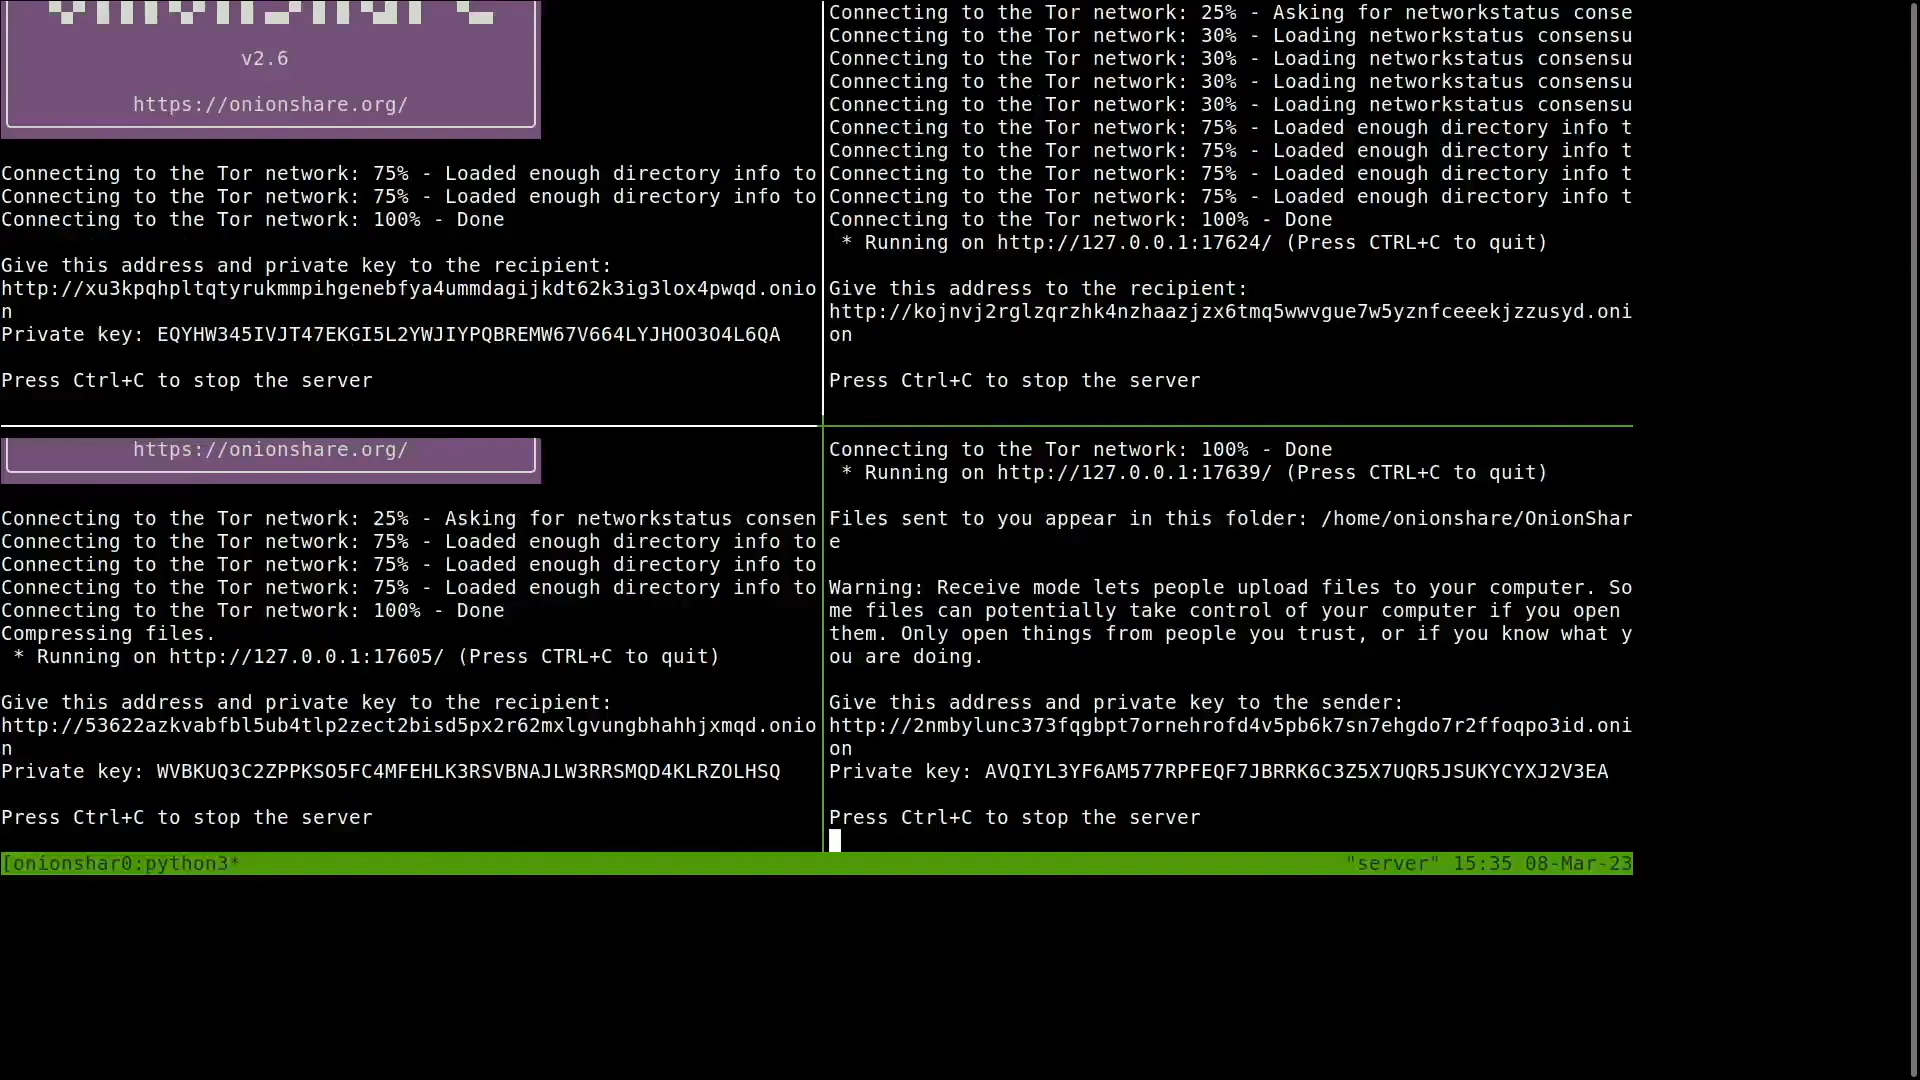 v2.6
https://onionshare.org/
Connecting to the Tor network: 75% - Loaded enough directory info to
Connecting to the Tor network: 75% - Loaded enough directory info to
Connecting to the Tor network: 100% - Done
Give this address and private key to the recipient:
http://xu3kpqhpltqtyrukmmpihgenebfya4ummdagijkdt62k3ig3lox4pwqd.onio
n
Private key: EQYHW345IVJT47EKGI5L2YWJIYPQBREMW67V664LYJHOO3O4L6QA
Press Ctrl+C to stop the server
Connecting to the Tor network: 25% - Asking for networkstatus conse
Connecting to the Tor network: 30% - Loading networkstatus consensu
Connecting to the Tor network: 30% - Loading networkstatus consensu
Connecting to the Tor network: 30% - Loading networkstatus consensu
Connecting to the Tor network: 30% - Loading networkstatus consensu
Connecting to the Tor network: 75% - Loaded enough directory info t
Connecting to the Tor network: 75% - Loaded enough directory info t
Connecting to the Tor network: 75% - Loaded enough directory info t
Connecting to the Tor network: 75% - Loaded enough directory info t
Connecting to the Tor network: 100% - Done
 * Running on http://127.0.0.1:17624/ (Press CTRL+C to quit)
Give this address to the recipient:
http://kojnvj2rglzqrzhk4nzhaazjzx6tmq5wwvgue7w5yznfceeekjzzusyd.oni
on
Press Ctrl+C to stop the server
https://onionshare.org/
Connecting to the Tor network: 25% - Asking for networkstatus consen
Connecting to the Tor network: 75% - Loaded enough directory info to
Connecting to the Tor network: 75% - Loaded enough directory info to
Connecting to the Tor network: 75% - Loaded enough directory info to
Connecting to the Tor network: 100% - Done
Compressing files.
 * Running on http://127.0.0.1:17605/ (Press CTRL+C to quit)
Give this address and private key to the recipient:
http://53622azkvabfbl5ub4tlp2zect2bisd5px2r62mxlgvungbhahhjxmqd.onio
n
Private key: WVBKUQ3C2ZPPKSO5FC4MFEHLK3RSVBNAJLW3RRSMQD4KLRZOLHSQ
Press Ctrl+C to stop the server
Connecting to the Tor network: 100% - Done
 * Running on http://127.0.0.1:17639/ (Press CTRL+C to quit)
Files sent to you appear in this folder: /home/onionshare/OnionShar
e
Warning: Receive mode lets people upload files to your computer. So
me files can potentially take control of your computer if you open
them. Only open things from people you trust, or if you know what y
ou are doing.
Give this address and private key to the sender:
http://2nmbylunc373fqgbpt7ornehrofd4v5pb6k7sn7ehgdo7r2ffoqpo3id.oni
on
Private key: AVQIYL3YF6AM577RPFEQF7JBRRK6C3Z5X7UQR5JSUKYCYXJ2V3EA
Press Ctrl+C to stop the server
[onionshar0:python3* "server" 15:35 08-Mar-23